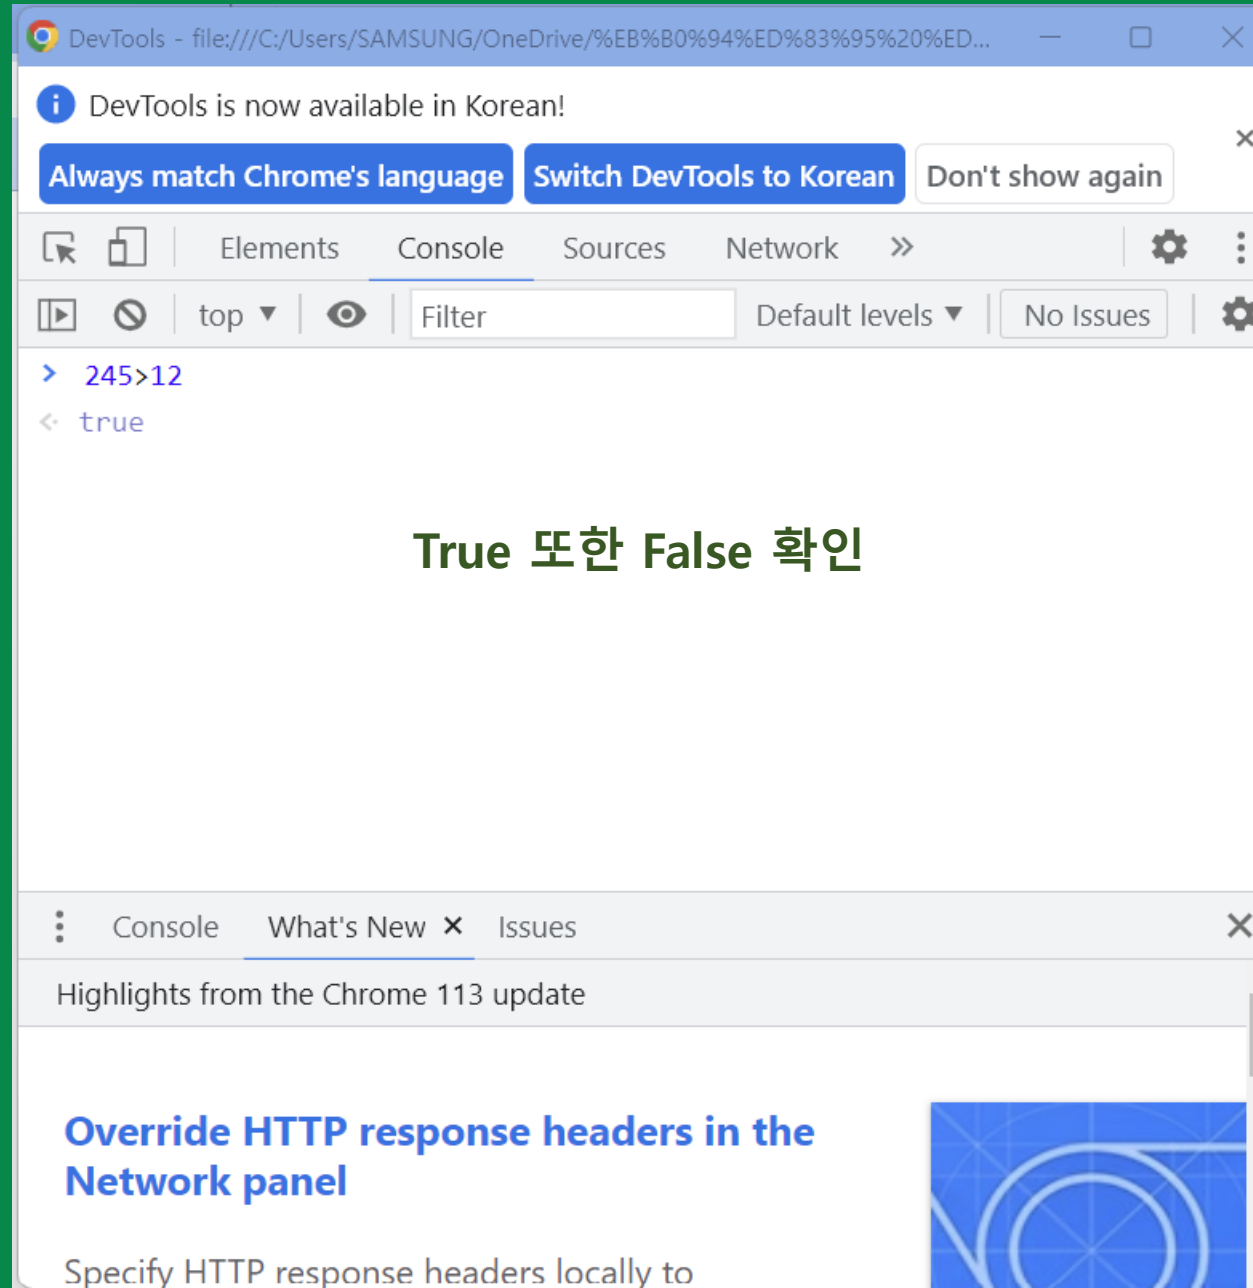 DevTools - file:///C:/Users/SAMSUNG/OneDrive/%EB%B0%94%ED%83%95%20%ED...
DevTools is now available in Korean!
Always match Chrome's language Switch DevTools to Korean Don't show again
Elements Console Sources Network
top Filter Default levels No Issues
245>12
true
True 또한 False 확인
Console What's New Issues
Highlights from the Chrome 113 update
Override HTTP response headers in the
Network panel
Specify HTTP response headers locally to